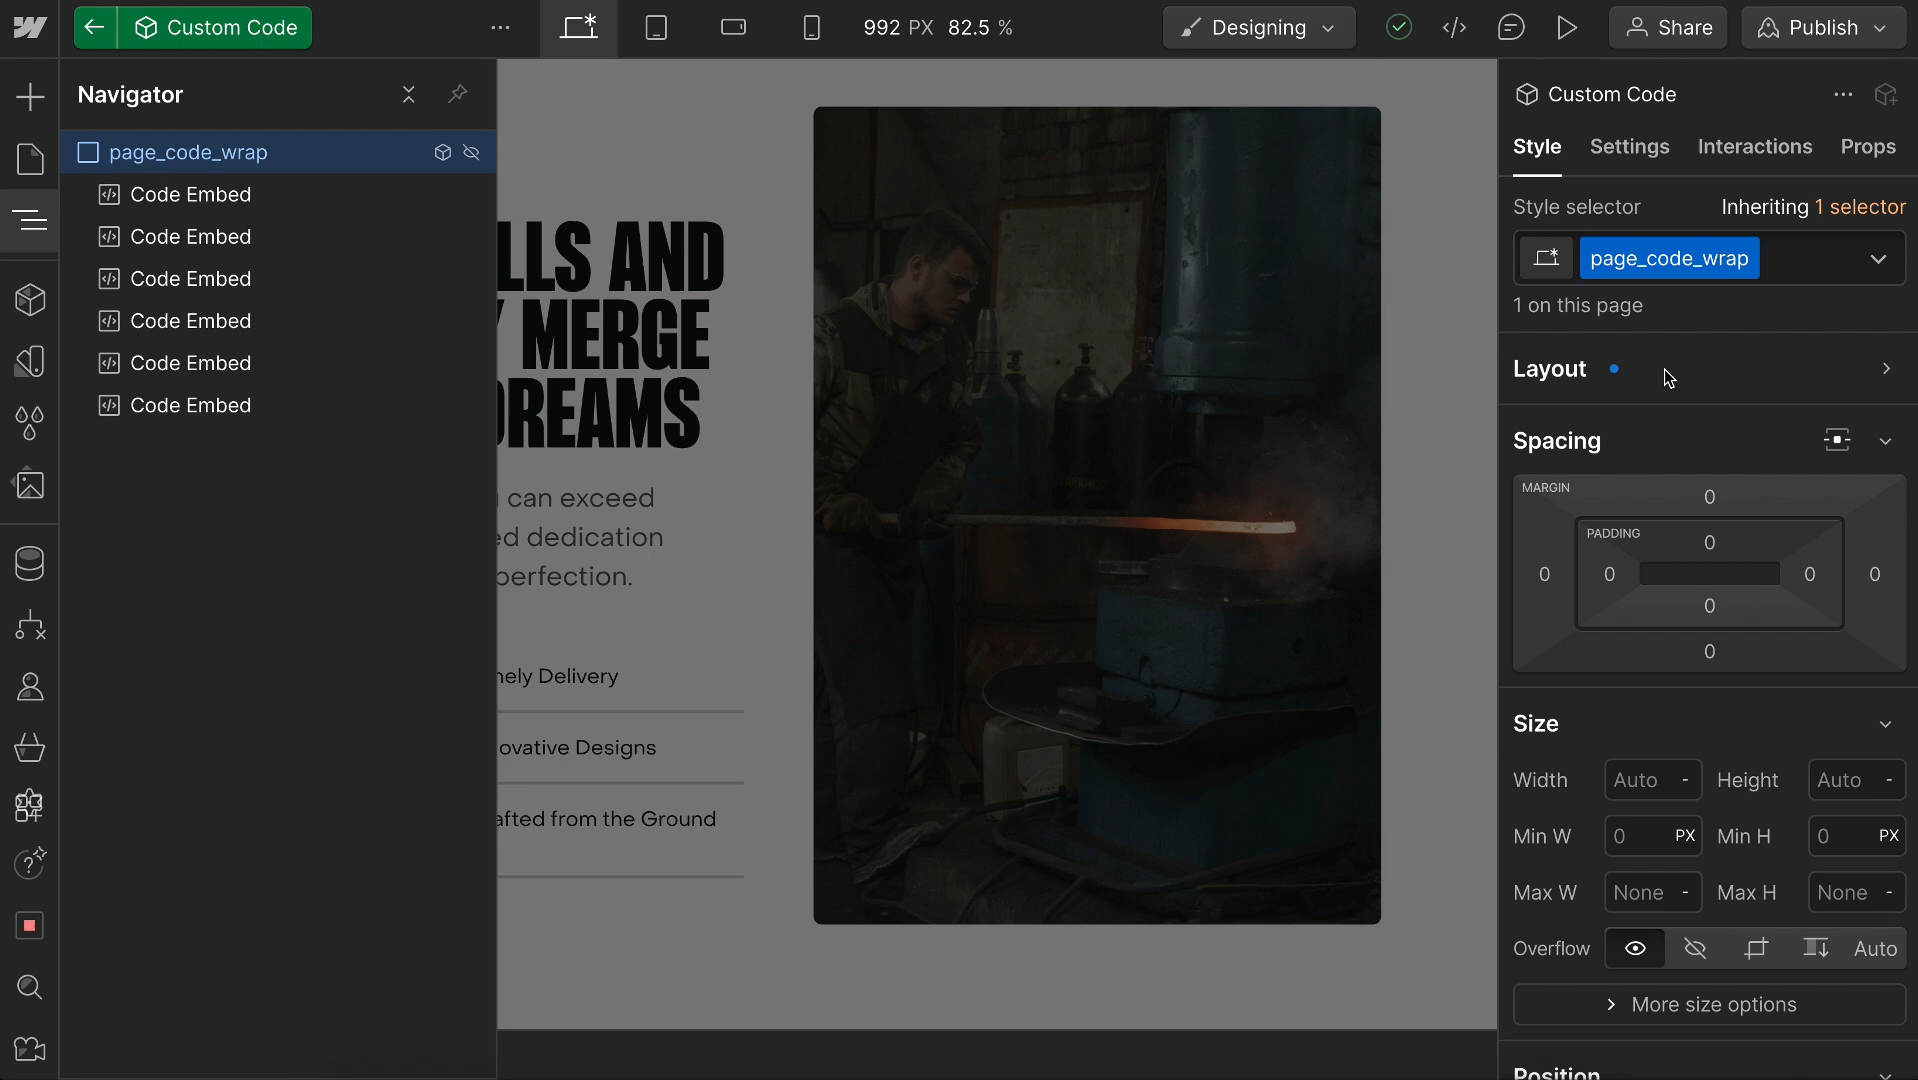 Custom Code
992 PX 82.5 %
Designing
Share
Publish
Navigator
page_code_wrap
Code Embed
Code Embed
Code Embed
Code Embed
Code Embed
Code Embed
LLS AND
MERGE
DREAMS
can exceed
ed dedication
perfection.
nely Delivery
ovative Designs
afted from the Ground
Custom Code
Style Settings Interactions Props
Style selector Inheriting 1 selector
page_code_wrap
1 on this page
Layout
Spacing
MARGIN
0
PADDING
0
0 0 0 0
0
0
Size
Width Auto - Height Auto -
Min W 0 PX Min H 0 PX
Max W None - Max H None -
Overflow Auto
More size options
Position